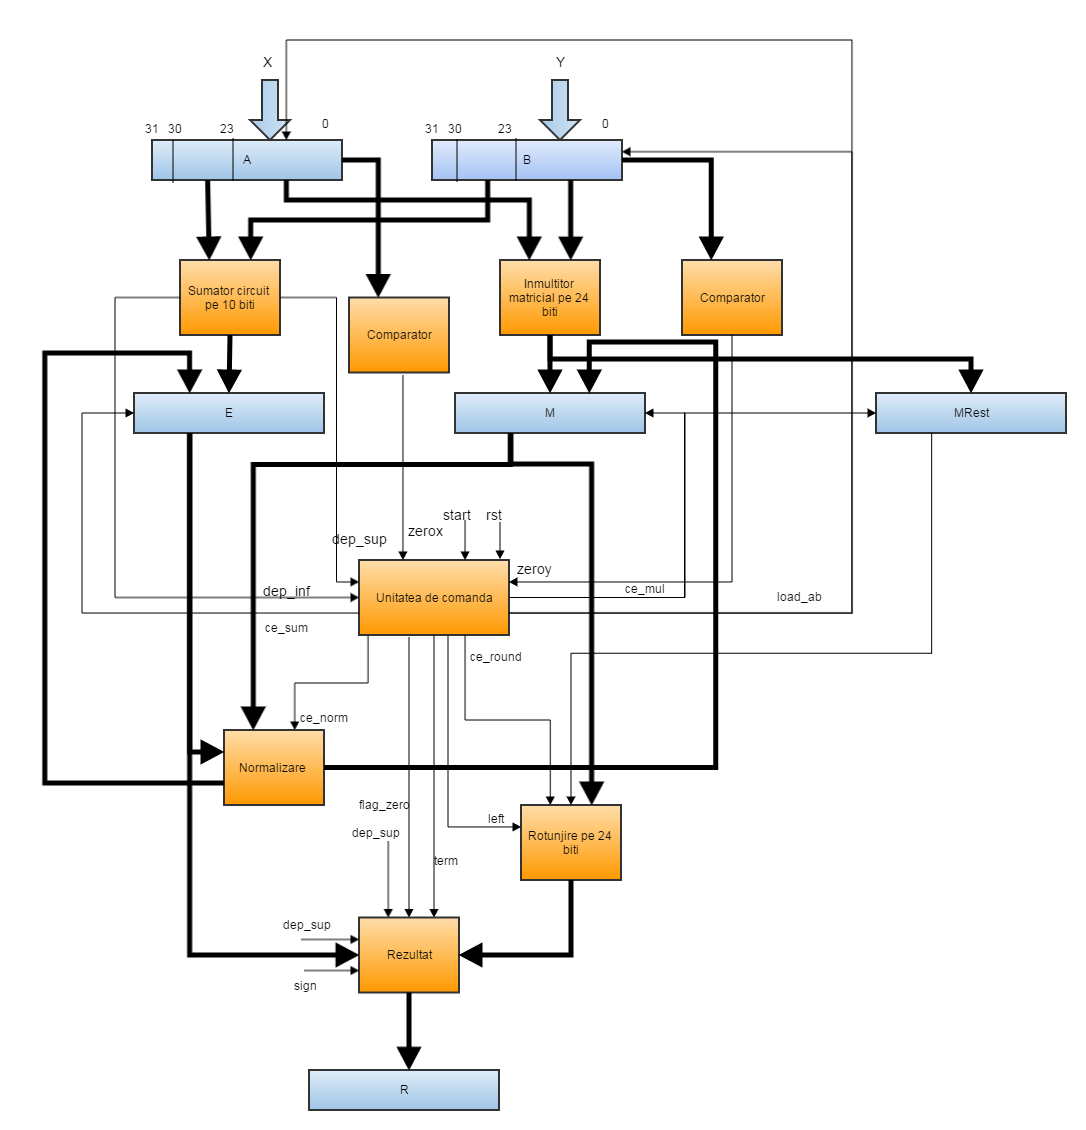 X
Y
31 30 23 0
31 30 23 0
A
B
Sumator circuit
pe 10 biti
Inmultitor
matricial pe 24
biti
Comparator
Comparator
E
M
MRest
start rst
zerox
dep_sup
zeroy
dep_inf
Unitatea de comanda
ce_mul
load_ab
ce_sum
ce_round
ce_norm
Normalizare
flag_zero
left
dep_sup
Rotunjire pe 24
biti
term
dep_sup
Rezultat
sign
R